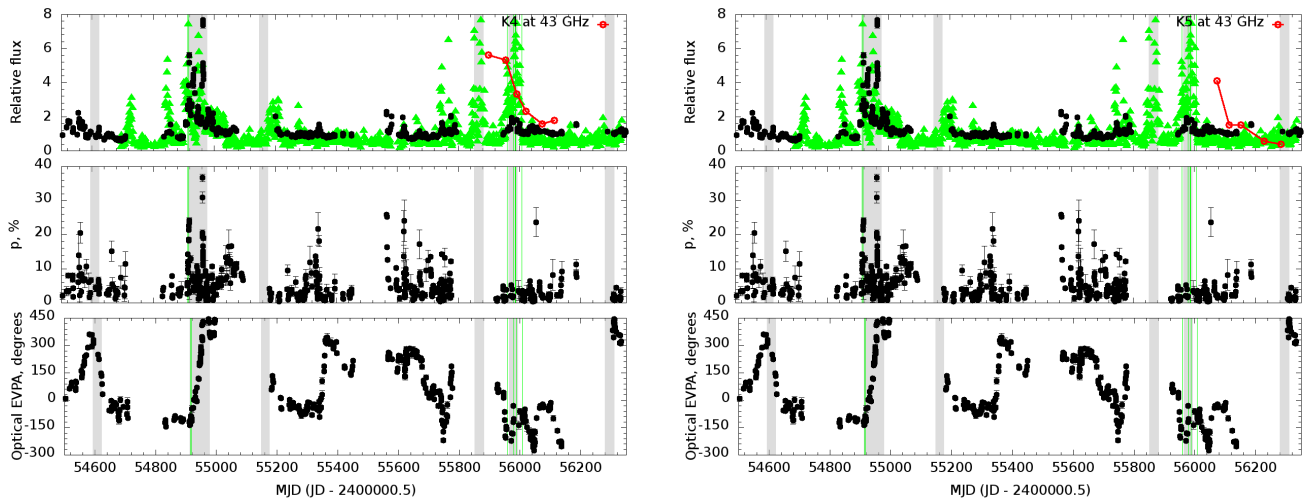 K4 at 43 GHz
Relative flux
8
6
4
2
0
p, %
40
30
20
10
0
Optical EVPA, degrees
450
300
150
0
-150
-300
54600 54800 55000 55200 55400 55600 55800 56000 56200
MJD (JD - 2400000.5)
K5 at 43 GHz
Relative flux
8
6
4
2
0
p, %
40
30
20
10
0
Optical EVPA, degrees
450
300
150
0
-150
-300
54600 54800 55000 55200 55400 55600 55800 56000 56200
MJD (JD - 2400000.5)